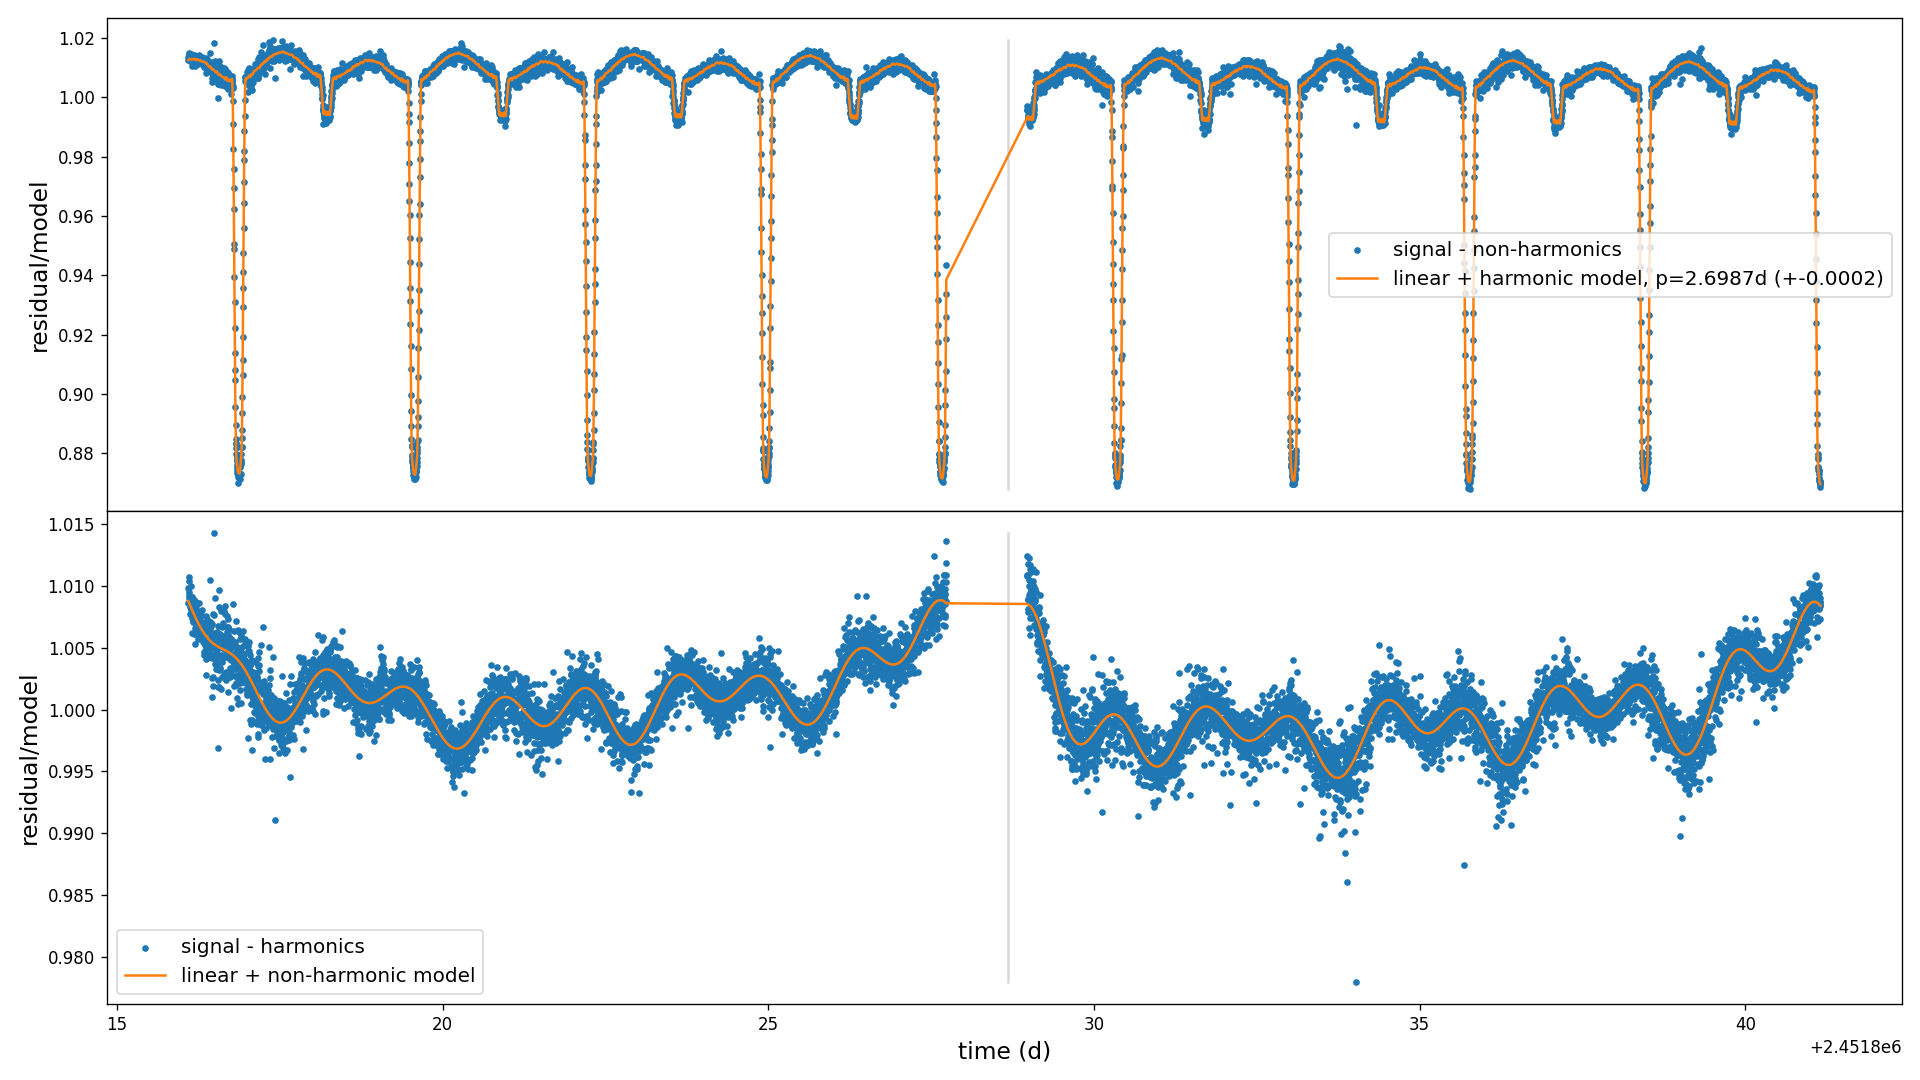 1.02
1.00
0.98
0.96
0.94
0.92
0.90
0.88
residual/model
signal - non-harmonics
linear + harmonic model, p=2.6987d (+-0.0002)
1.015
1.010
1.005
1.000
0.995
0.990
0.985
0.980
residual/model
signal - harmonics
linear + non-harmonic model
15 20 25 30 35 40
time (d)
+2.4518e6